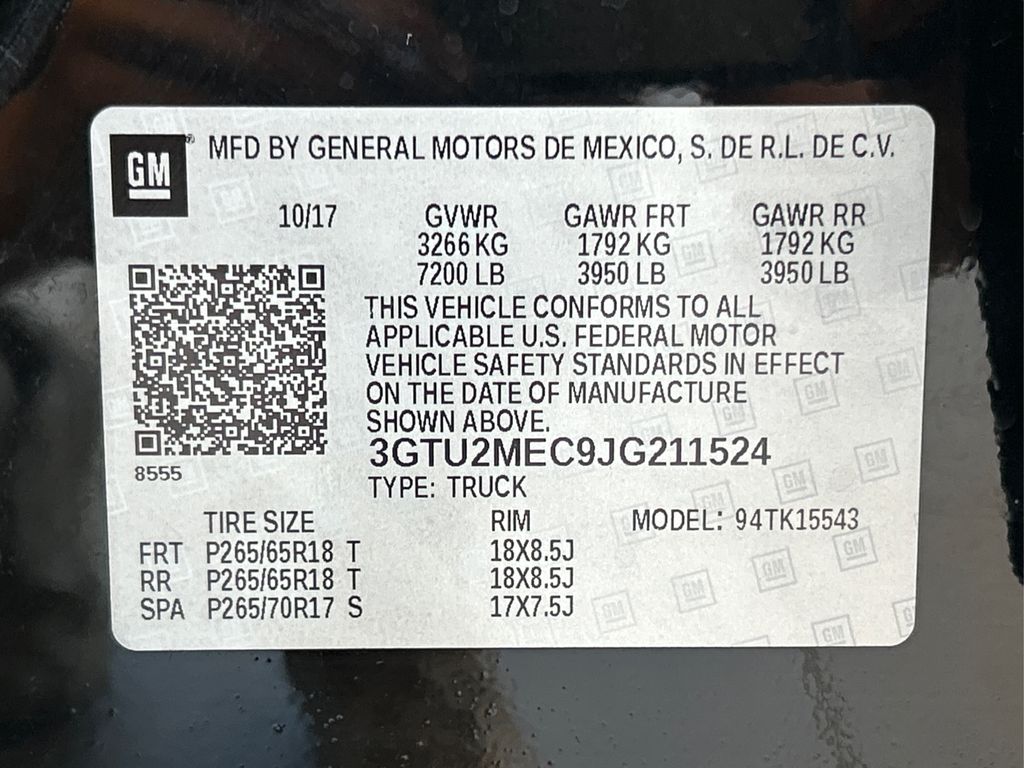 GM® MFD BY GENERAL MOTORS DE MEXICO, S. DE R.L. DE C.V.
10/17 GVWR GAWR FRT GAWR RR
3266 KG 1792 KG 1792 KG
7200 LB 3950 LB 3950 LB
THIS VEHICLE CONFORMS TO ALL
APPLICABLE U.S. FEDERAL MOTOR
VEHICLE SAFETY STANDARDS IN EFFECT
ON THE DATE OF MANUFACTURE
SHOWN ABOVE.
3GTU2MEC9JG211524
8555
TYPE: TRUCK
TIRE SIZE RIM MODEL: 94TK15543
FRT P265/65R18 T 18X8.5J
RR P265/65R18 T 18X8.5J
SPA P265/70R17 S 17X7.5J